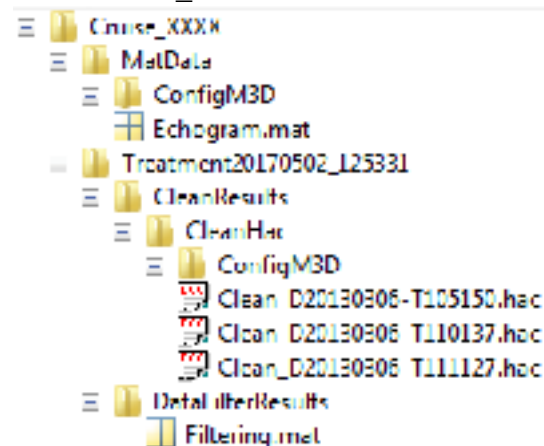 Cruise_XXXX
MatData
ConfigM3D
Echogram.mat
Treatment20170502_125331
CleanResults
CleanHac
ConfigM3D
Clean_D20130306-T105150.hac
Clean_D20130306-T110137.hac
Clean_D20130306-T111127.hac
DataFilterResults
Filtering.mat